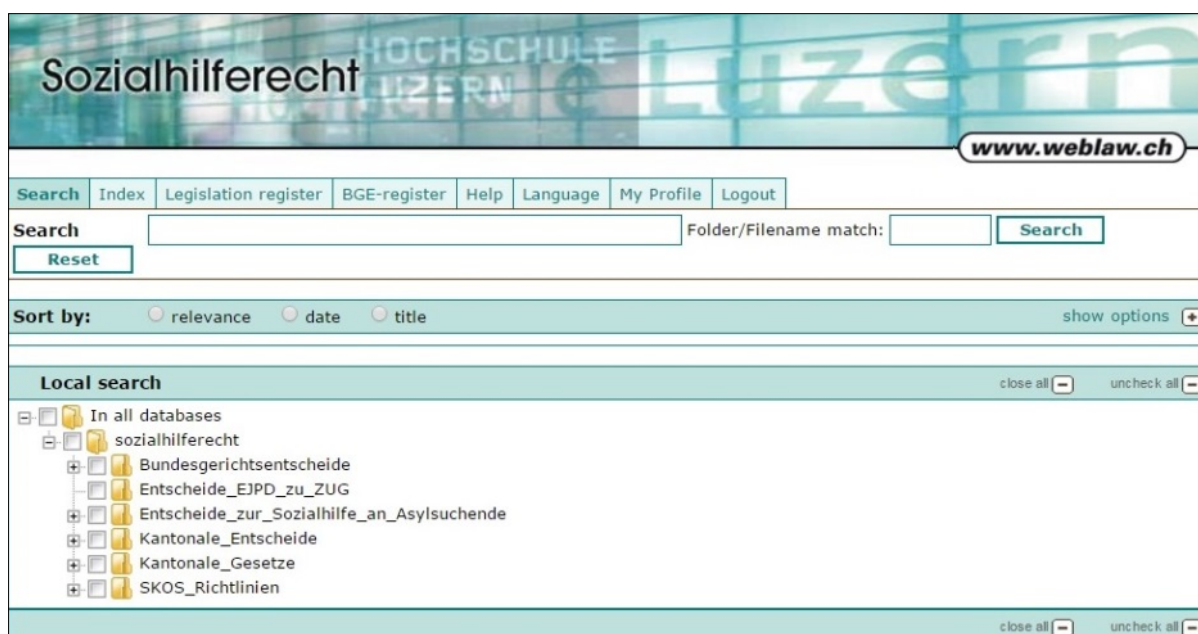 HOCHSCHULE
LUZERN
Luzern
Sozialhilferecht
www.weblaw.ch
Search Index Legislation register BGE-register Help Language My Profile Logout
Search Folder/Filename match: Search
Reset
Sort by: relevance date title show options
Local search close all uncheck all
In all databases
sozialhilferecht
Bundesgerichtsentscheide
Entscheide_EJPD_zu_ZUG
Entscheide_zur_Sozialhilfe_an_Asylsuchende
Kantonale_Entscheide
Kantonale_Gesetze
SKOS_Richtlinien
close all uncheck all